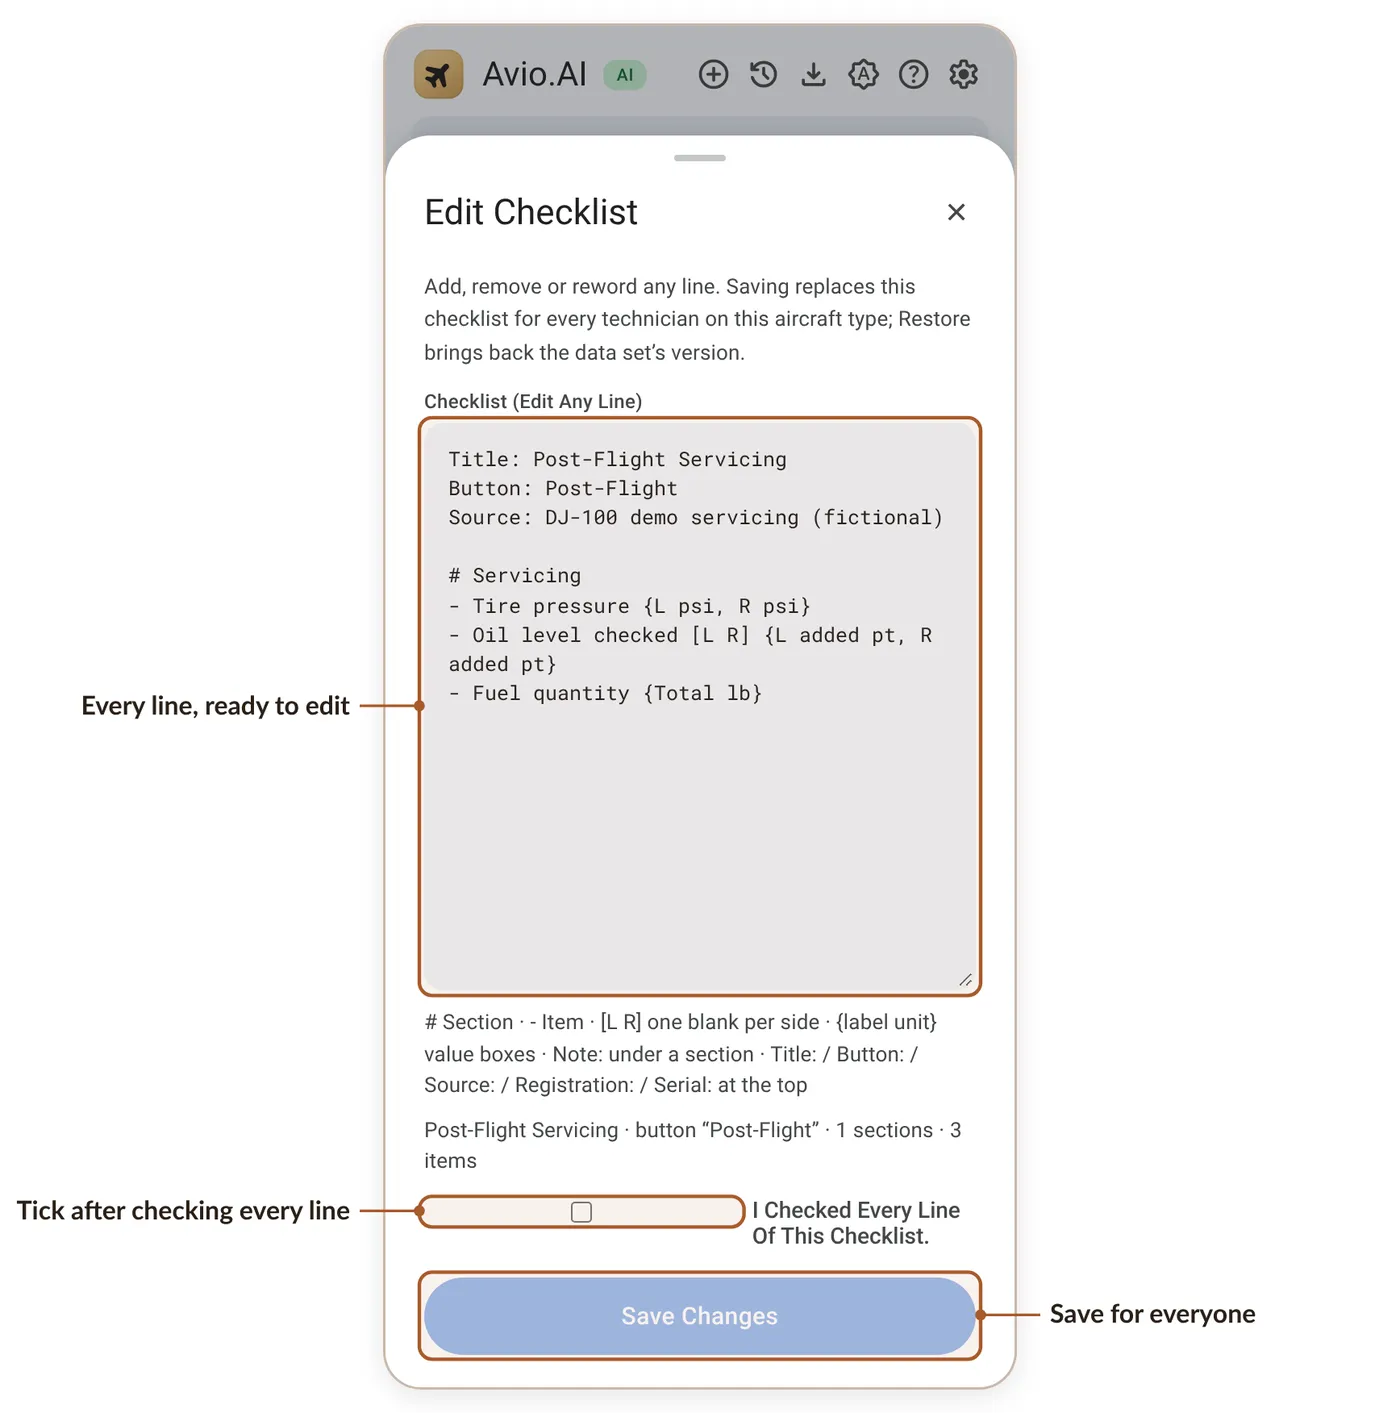 Avio.AI AI
Edit Checklist
Add, remove or reword any line. Saving replaces this
checklist for every technician on this aircraft type; Restore
brings back the data set’s version.
Checklist (Edit Any Line)
Title: Post-Flight Servicing
Button: Post-Flight
Source: DJ-100 demo servicing (fictional)
# Servicing
- Tire pressure {L psi, R psi}
- Oil level checked [L R] {L added pt, R
added pt}
- Fuel quantity {Total lb}
Every line, ready to edit
# Section · - Item · [L R] one blank per side · {label unit}
value boxes · Note: under a section · Title: / Button: /
Source: / Registration: / Serial: at the top
Post-Flight Servicing · button “Post-Flight” · 1 sections · 3
items
Tick after checking every line
I Checked Every Line
Of This Checklist.
Save Changes
Save for everyone